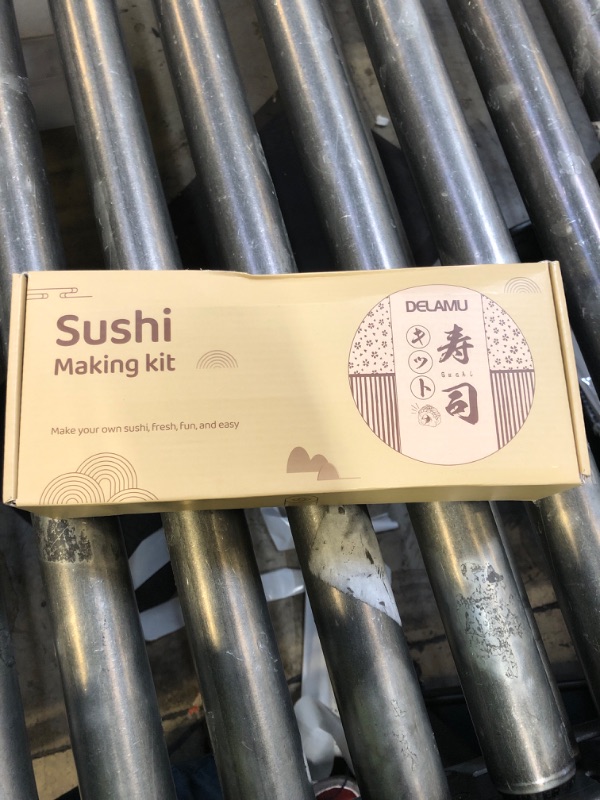 Sushi
Making kit
Make your own sushi, fresh, fun, and easy
DELAMU
キット
寿司
Sushi